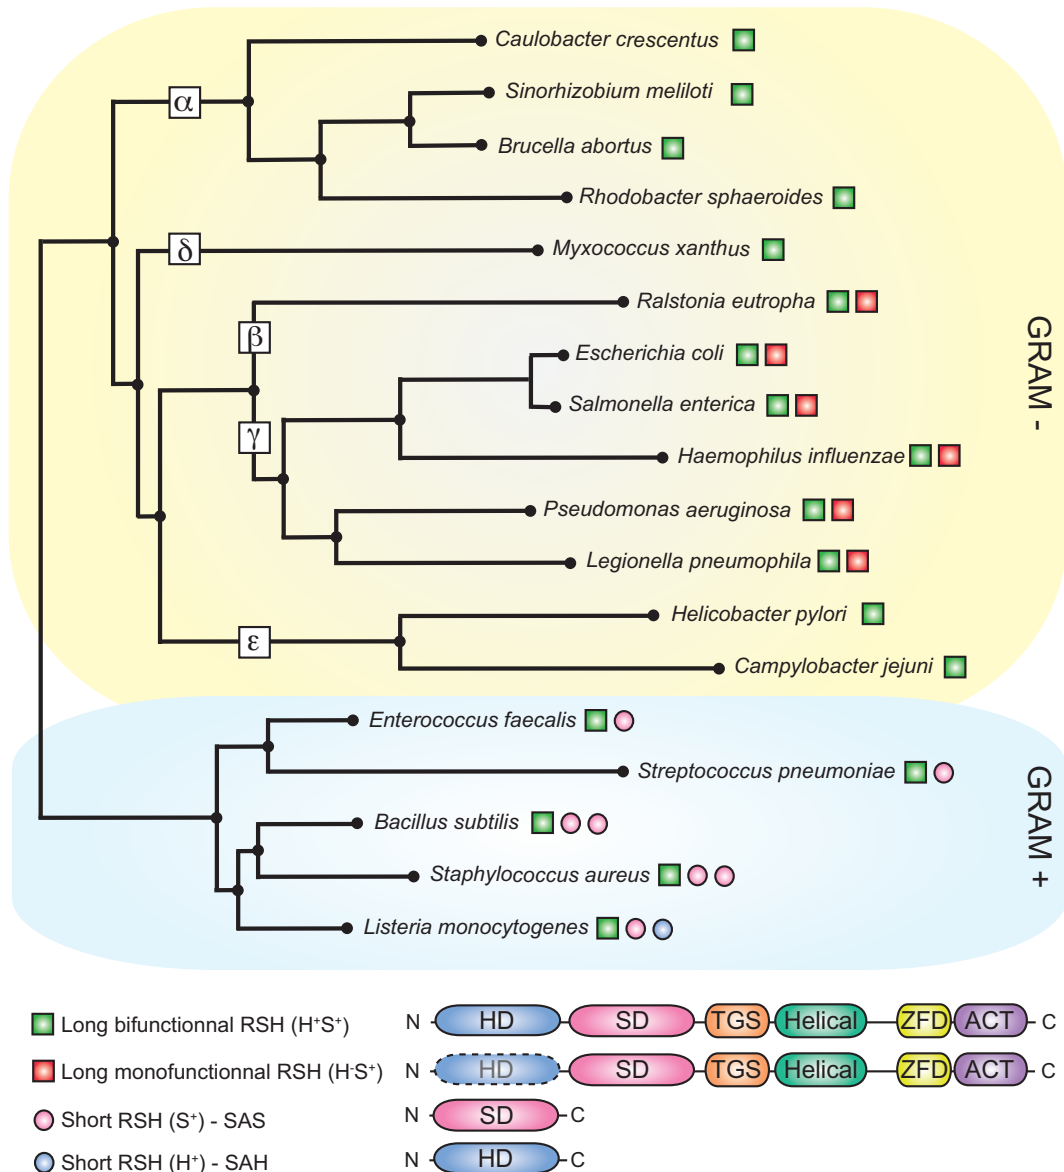 Caulobacter crescentus
Sinorhizobium meliloti
α
Brucella abortus
Rhodobacter sphaeroides
δ
Myxococcus xanthus
Ralstonia eutropha
β
Escherichia coli
Salmonella enterica
γ
Haemophilus influenzae
Pseudomonas aeruginosa
Legionella pneumophila
Helicobacter pylori
ε
Campylobacter jejuni
GRAM -
Enterococcus faecalis
Streptococcus pneumoniae
Bacillus subtilis
Staphylococcus aureus
Listeria monocytogenes
GRAM +
Long bifunctionnal RSH (H⁺S⁺)
N HD SD TGS Helical ZFD ACT C
Long monofunctionnal RSH (H⁻S⁺)
N HD SD TGS Helical ZFD ACT C
Short RSH (S⁺) - SAS
N SD C
Short RSH (H⁺) - SAH
N HD C